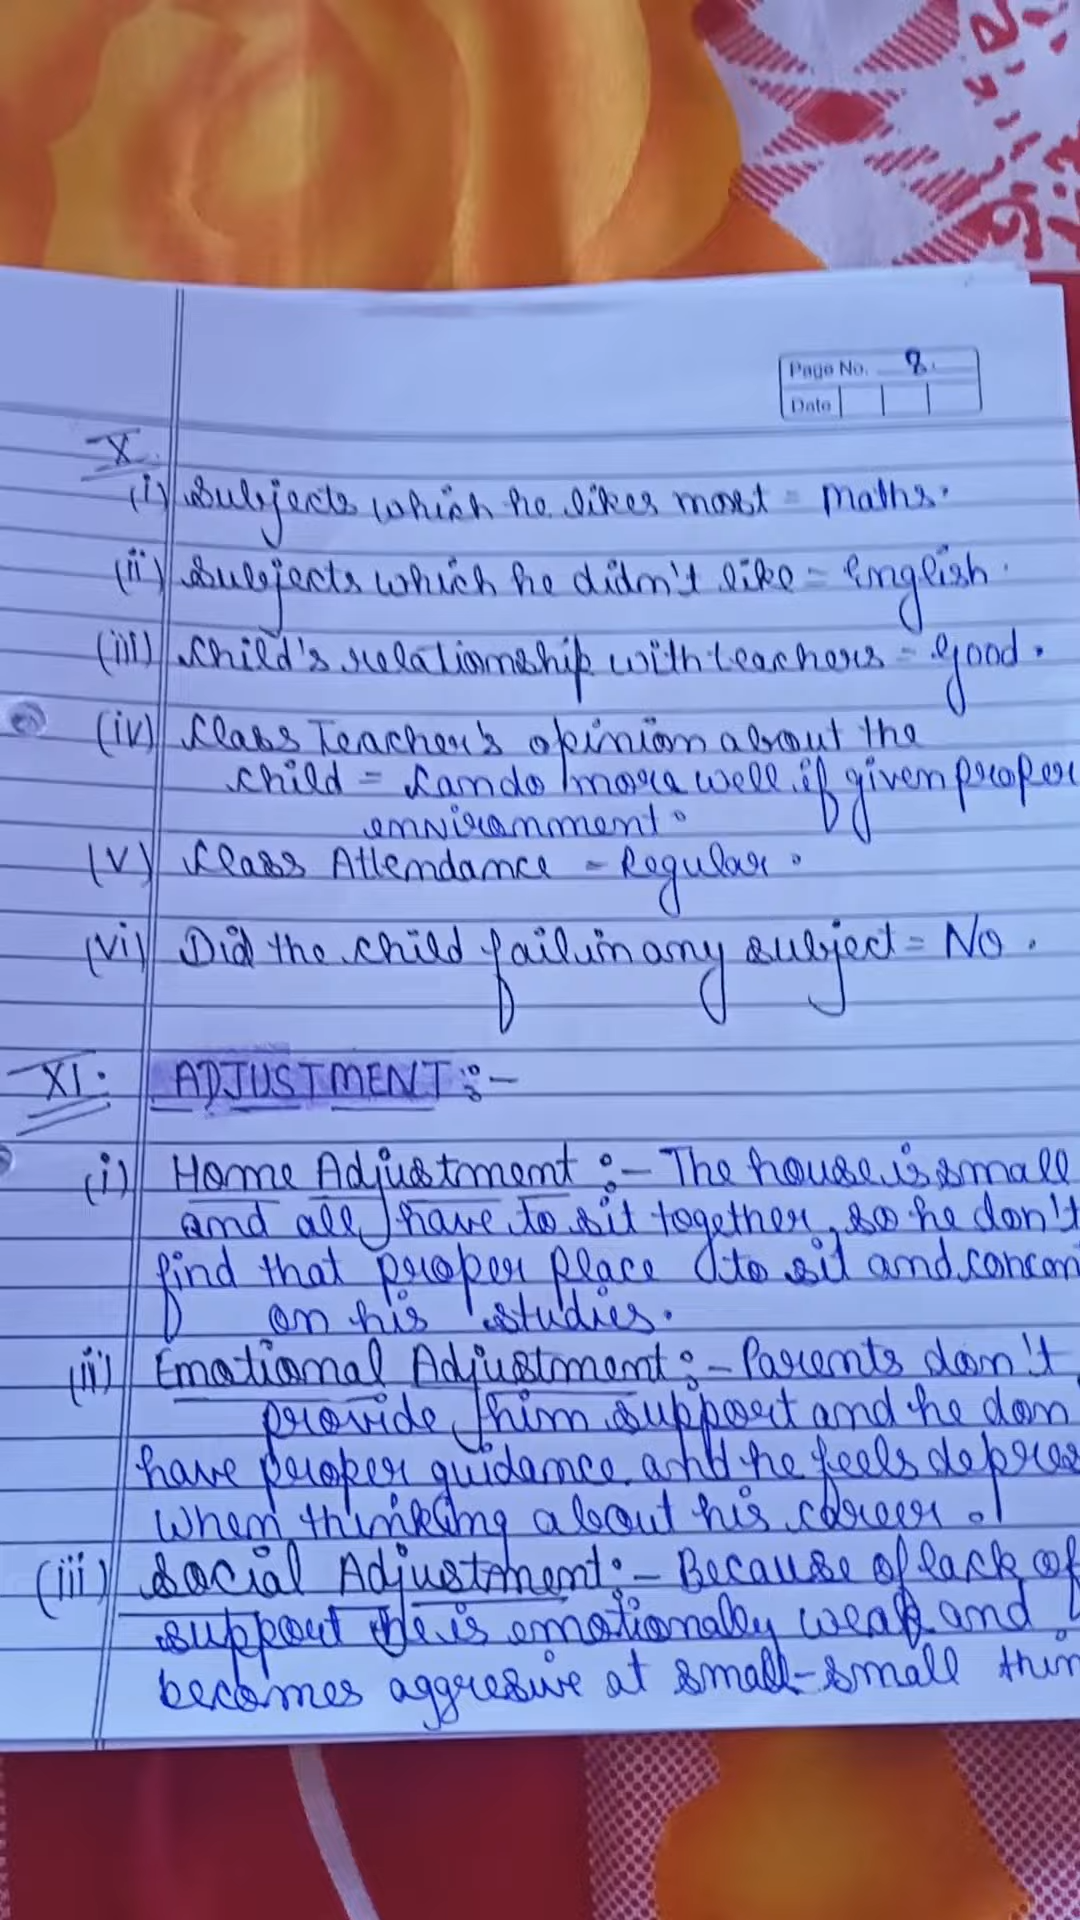 Page No. 8.
Date
X.
(i) Subjects which he likes most = Maths.
(ii) Subjects which he didn't like = English.
(iii) Child's relationship with teachers = Good.
(iv) Class Teacher's opinion about the
child = Can do more well if given proper
environment.
(v) Class Attendance = Regular.
(vi) Did the child fail in any subject = No.
XI. ADJUSTMENT :-
(i) Home Adjustment :- The house is small
and all have to sit together, so he don't
find that proper place to sit and concen
on his studies.
(ii) Emotional Adjustment :- Parents don't
provide him support and he don
have proper guidance and he feels depres
when thinking about his career.
(iii) Social Adjustment :- Because of lack of
support he is emotionally weak and
becomes aggresive at small-small thin